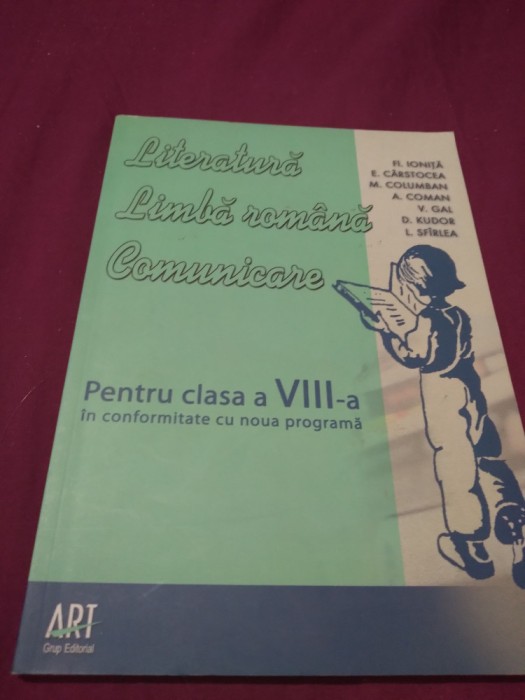 Fl. IONIȚĂ
E. CÂRSTOCEA
M. COLUMBAN
A. COMAN
V. GAL
D. KUDOR
L. SFÎRLEA
Literatură
Limbă română
Comunicare
Pentru clasa a VIII-a
în conformitate cu noua programă
ART
Grup Editorial